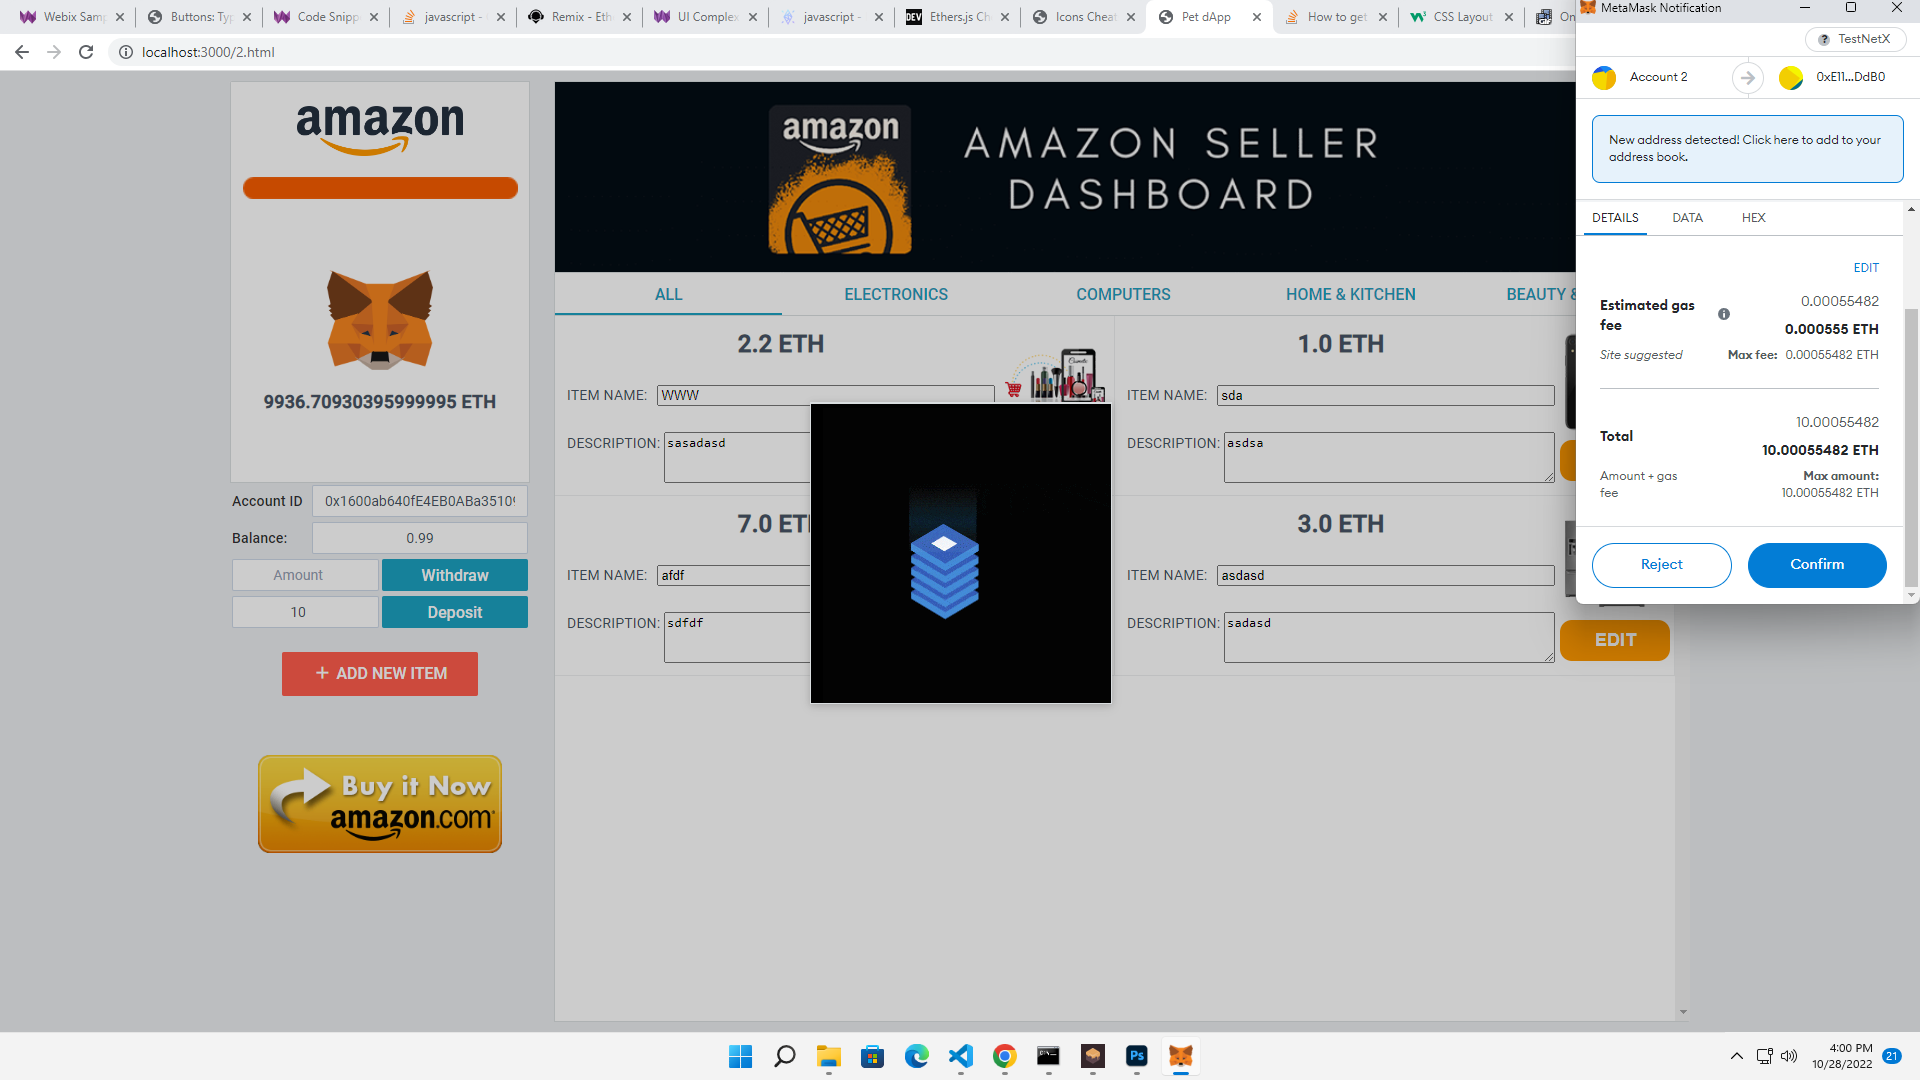 Webix Samp
Buttons: Typ
Code Snipp
javascript -
Remix - Eth
UI Complex
javascript -
DEV
Ethers.js Ch
Icons Cheat
Pet dApp
How to get
CSS Layout
On
localhost:3000/2.html
amazon
9936.70930395999995 ETH
Account ID
0x1600ab640fE4EB0ABa3510
Balance:
0.99
Amount
Withdraw
10
Deposit
+ ADD NEW ITEM
Buy it Now
amazon.com
amazon
AMAZON SELLER
DASHBOARD
ALL
ELECTRONICS
COMPUTERS
HOME & KITCHEN
BEAUTY &
2.2 ETH
ITEM NAME:
WWW
DESCRIPTION:
sasadasd
1.0 ETH
ITEM NAME:
sda
DESCRIPTION:
asdsa
7.0 ETH
ITEM NAME:
afdf
DESCRIPTION:
sdfdf
3.0 ETH
ITEM NAME:
asdasd
DESCRIPTION:
sadasd
EDIT
MetaMask Notification
TestNetX
Account 2
0xE11...DdB0
New address detected! Click here to add to your
address book.
DETAILS
DATA
HEX
EDIT
Estimated gas
fee
0.00055482
0.000555 ETH
Site suggested
Max fee: 0.00055482 ETH
Total
10.00055482
10.00055482 ETH
Amount + gas
fee
Max amount:
10.00055482 ETH
Reject
Confirm
Ps
4:00 PM
10/28/2022
21